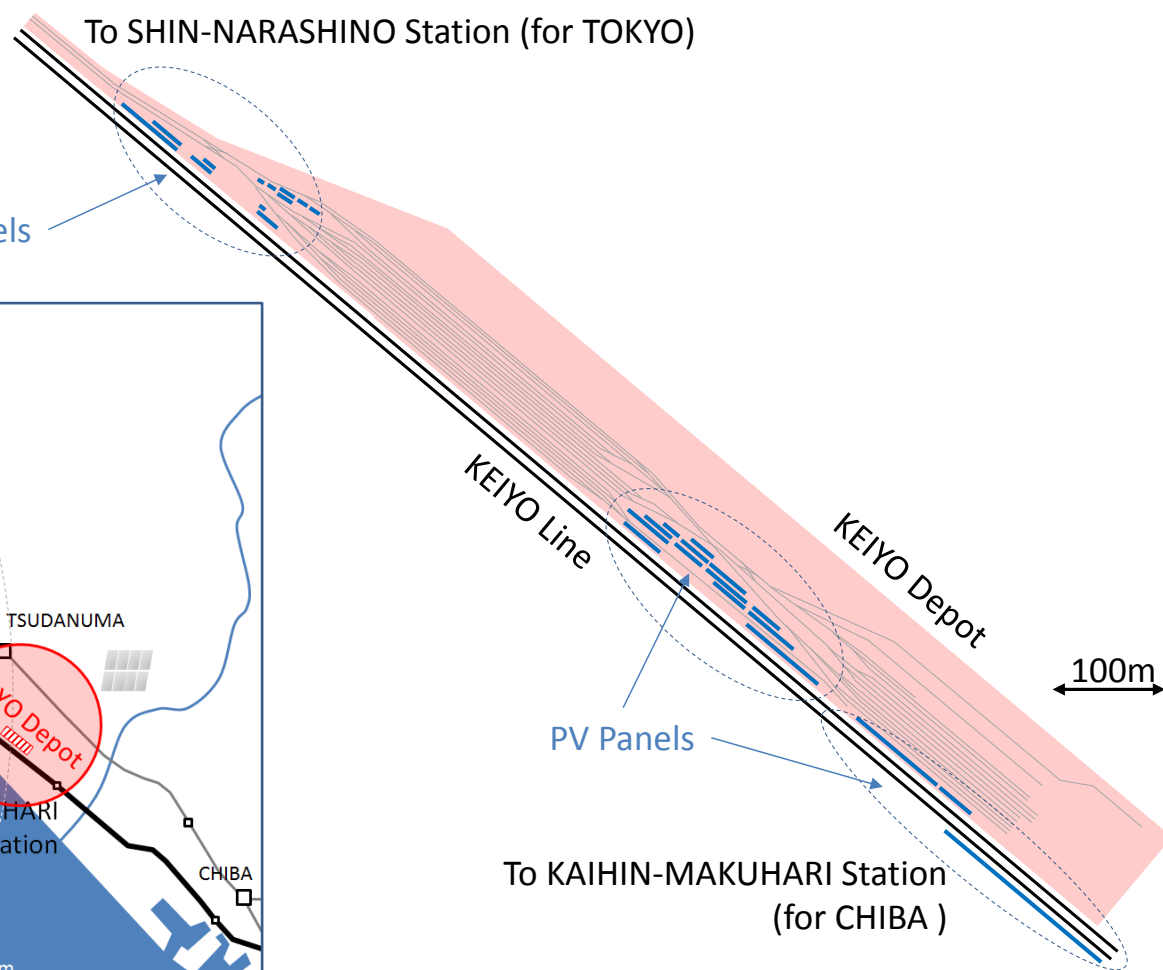 To SHIN-NARASHINO Station (for TOKYO)
els
KEIYO Line
KEIYO Depot
100m
PV Panels
To KAIHIN-MAKUHARI Station
(for CHIBA )
TSUDANUMA
YO Depot
HARI
ation
CHIBA
m